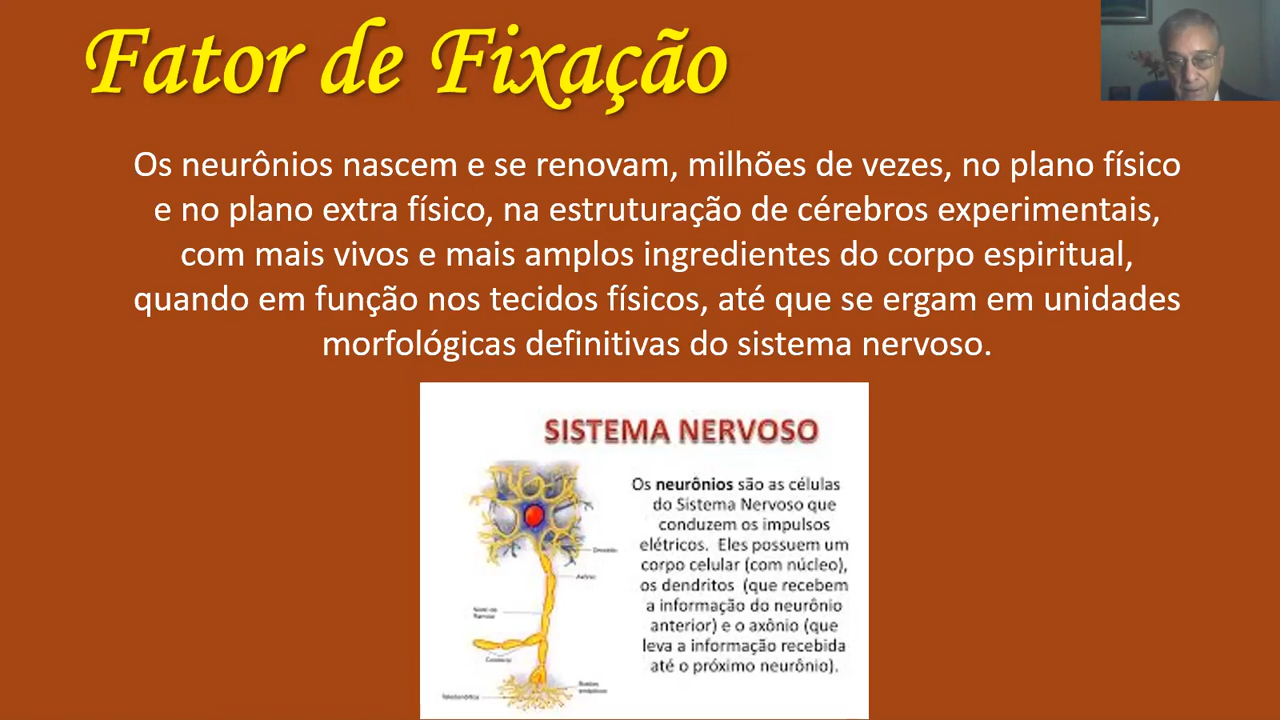 Fator de Fixação
Os neurônios nascem e se renovam, milhões de vezes, no plano físico
e no plano extra físico, na estruturação de cérebros experimentais,
com mais vivos e mais amplos ingredientes do corpo espiritual,
quando em função nos tecidos físicos, até que se ergam em unidades
morfológicas definitivas do sistema nervoso.
SISTEMA NERVOSO
Os neurônios são as células
do Sistema Nervoso que
conduzem os impulsos
elétricos. Eles possuem um
corpo celular (com núcleo),
os dendritos (que recebem
a informação do neurônio
anterior) e o axônio (que
leva a informação recebida
até o próximo neurônio).
Axônio